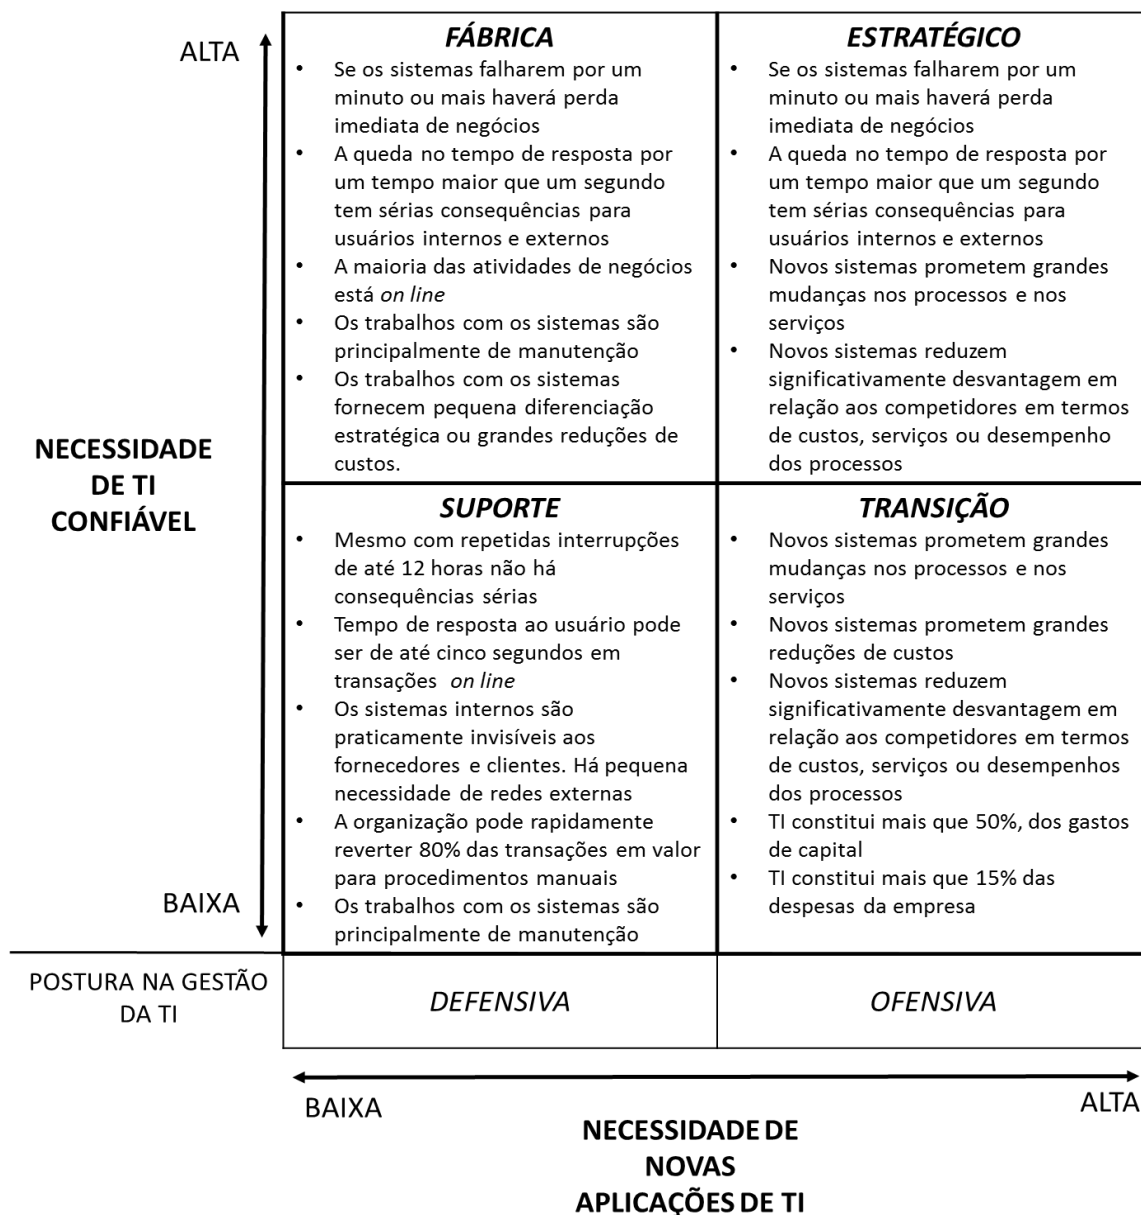 ALTA
FÁBRICA
• Se os sistemas falharem por um
minuto ou mais haverá perda
imediata de negócios
• A queda no tempo de resposta por
um tempo maior que um segundo
tem sérias consequências para
usuários internos e externos
• A maioria das atividades de negócios
está on line
• Os trabalhos com os sistemas são
principalmente de manutenção
• Os trabalhos com os sistemas
fornecem pequena diferenciação
estratégica ou grandes reduções de
custos.
ESTRATÉGICO
• Se os sistemas falharem por um
minuto ou mais haverá perda
imediata de negócios
• A queda no tempo de resposta por
um tempo maior que um segundo
tem sérias consequências para
usuários internos e externos
• Novos sistemas prometem grandes
mudanças nos processos e nos
serviços
• Novos sistemas reduzem
significativamente desvantagem em
relação aos competidores em termos
de custos, serviços ou desempenho
dos processos
NECESSIDADE
DE TI
CONFIÁVEL
SUPORTE
• Mesmo com repetidas interrupções
de até 12 horas não há
consequências sérias
• Tempo de resposta ao usuário pode
ser de até cinco segundos em
transações on line
• Os sistemas internos são
praticamente invisíveis aos
fornecedores e clientes. Há pequena
necessidade de redes externas
• A organização pode rapidamente
reverter 80% das transações em valor
para procedimentos manuais
• Os trabalhos com os sistemas são
principalmente de manutenção
TRANSIÇÃO
• Novos sistemas prometem grandes
mudanças nos processos e nos
serviços
• Novos sistemas prometem grandes
reduções de custos
• Novos sistemas reduzem
significativamente desvantagem em
relação aos competidores em termos
de custos, serviços ou desempenhos
dos processos
• TI constitui mais que 50%, dos gastos
de capital
• TI constitui mais que 15% das
despesas da empresa
BAIXA
POSTURA NA GESTÃO
DA TI
DEFENSIVA
OFENSIVA
BAIXA
ALTA
NECESSIDADE DE
NOVAS
APLICAÇÕES DE TI